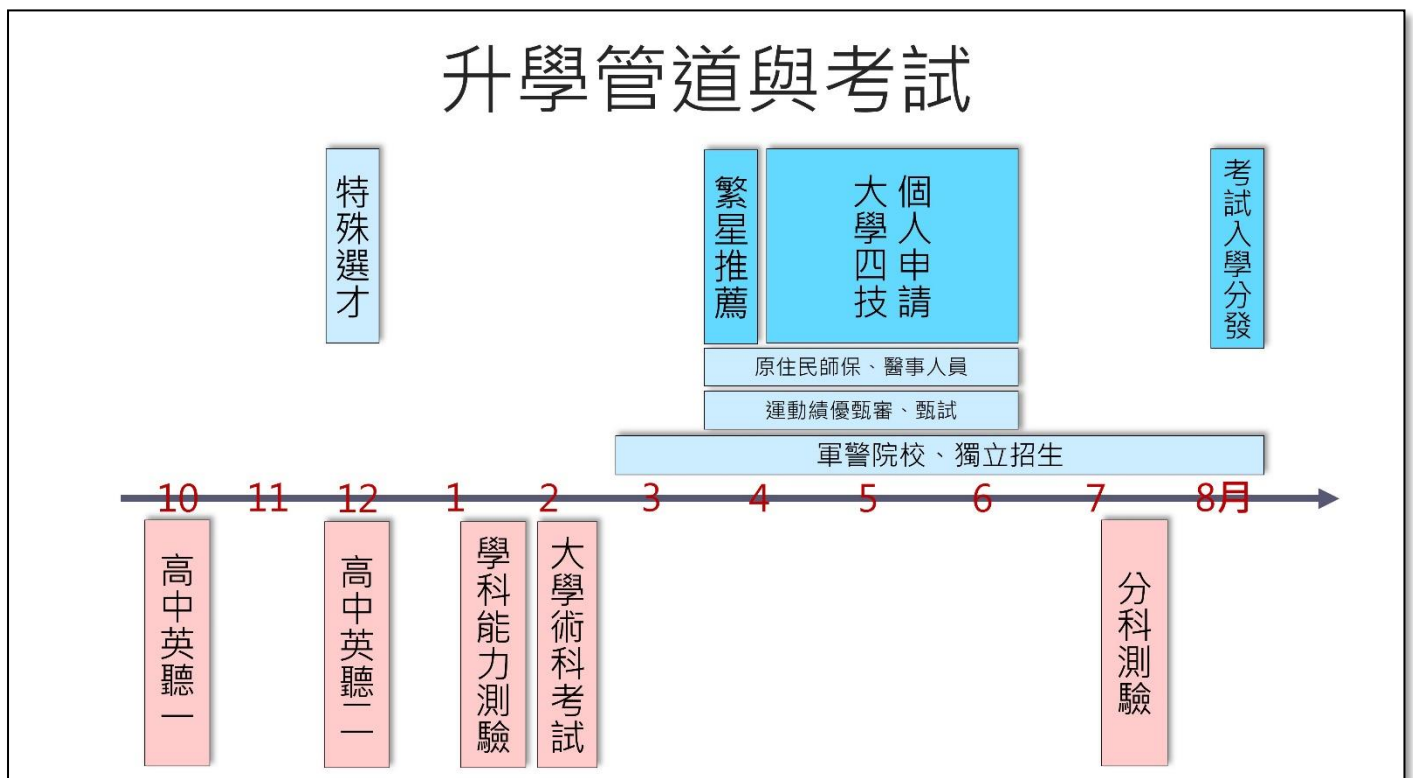 升學管道與考試
特殊選才
繁星推薦
個人申請
大學四技
考試入學分發
原住民師保、醫事人員
運動績優甄審、甄試
軍警院校、獨立招生
10 11 12 1 2 3 4 5 6 7 8月
高中英聽一
高中英聽二
學科能力測驗
大學術科考試
分科測驗